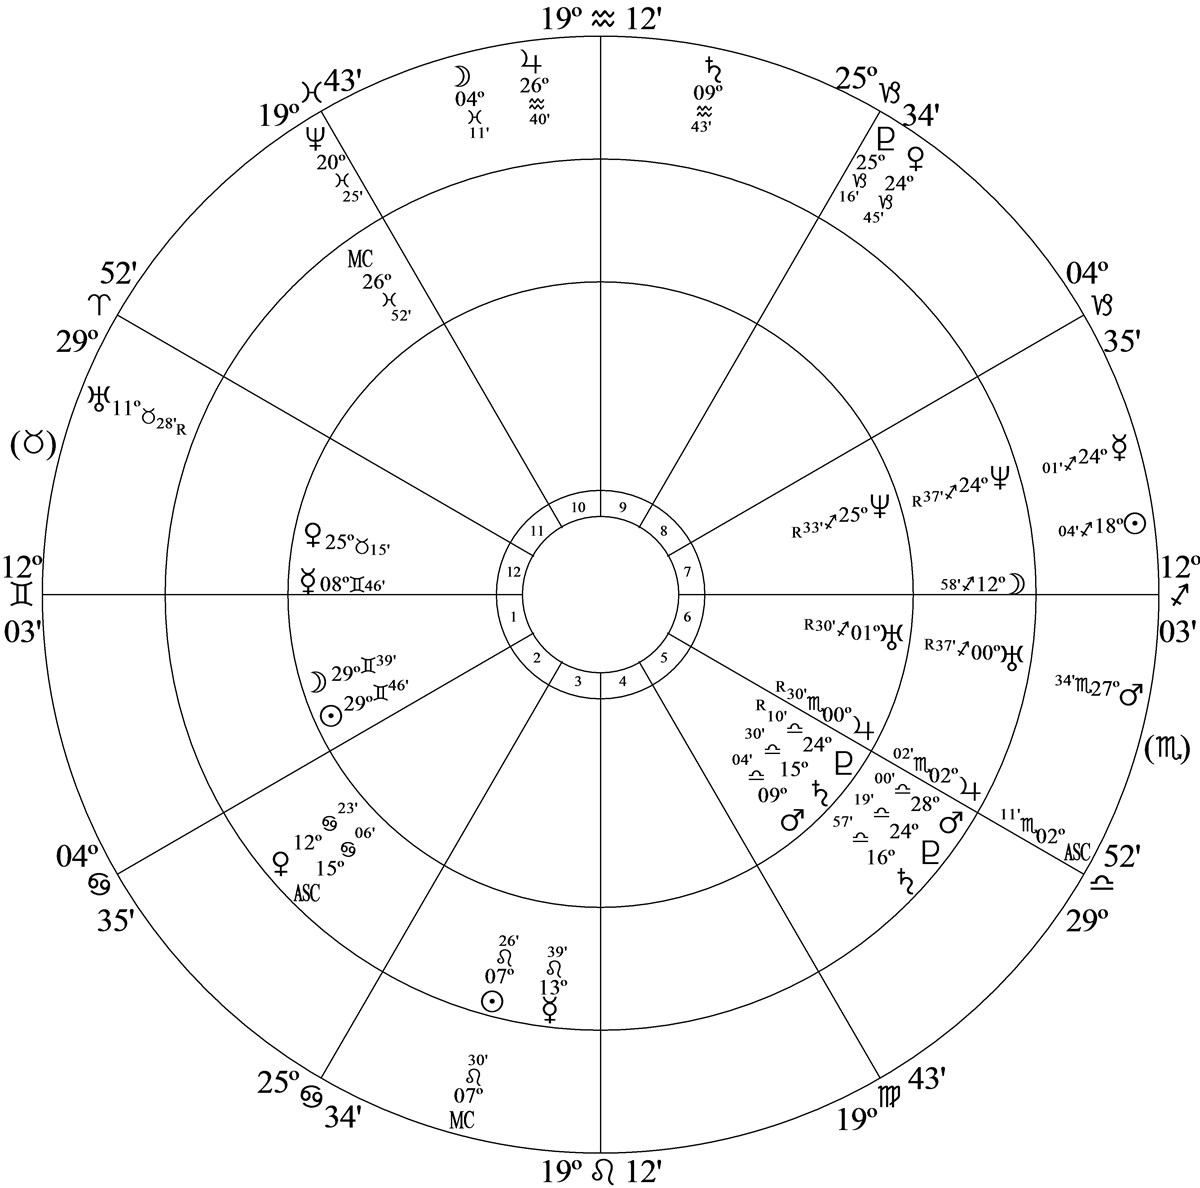 19º ♒ 12'
25º ♑ 34'
04º ♑ 35'
12º ♐ 03'
(♏)
52' ♎ 29º
43' ♍ 19º
19º ♌ 12'
25º ♋ 34'
04º ♋ 35'
12º ♊ 03'
(♉)
52' ♈ 29º
19º ♓ 43'
☽ 04º ♓ 11'
♃ 26º ♒ 40'
♄ 09º ♒ 43'
♇ 25º ♑ 16'
♀ 24º ♑ 45'
01' ♐ 24º ☿
04' ♐ 18º ☉
34' ♏ 27º ♂
11' ♏ 02º ASC
30' ♌ 07º MC
♅ 11º ♉ 28' R
♆ 20º ♓ 25'
MC 26º ♓ 52'
R 37' ♐ 24º ♆
58' ♐ 12º ☽
R 37' ♐ 00º ♅
02' ♏ 02º ♃
00' ♎ 28º ♂
19' ♎ 24º ♇
57' ♎ 16º ♄
39' ♌ 13º ☿
26' ♌ 07º ☉
♀ 12º ♋ 23'
ASC 15º ♋ 06'
♀ 25º ♉ 15'
☿ 08º ♊ 46'
☽ 29º ♊ 39'
☉ 29º ♊ 46'
R 33' ♐ 25º ♆
R 30' ♐ 01º ♅
R 30' ♏ 00º ♃
R 10' ♎ 24º ♇
30' ♎ 15º ♄
04' ♎ 09º ♂
1
2
3
4
5
6
7
8
9
10
11
12